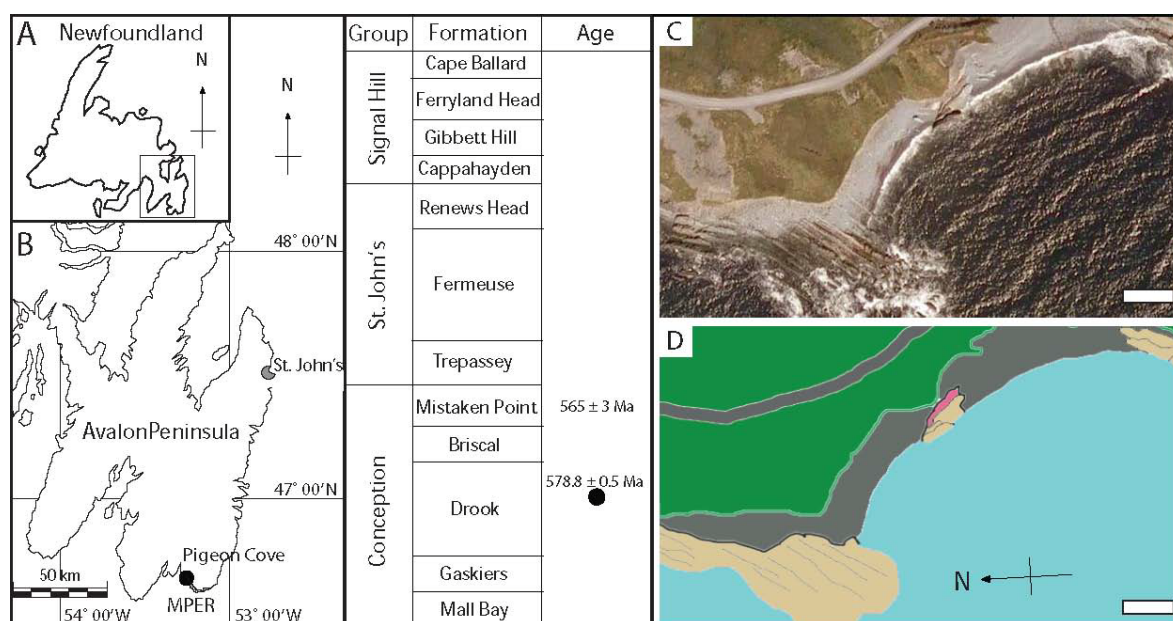 A
Newfoundland
N
N
B
48° 00'N
St. John's
AvalonPeninsula
47° 00'N
Pigeon Cove
50 km
MPER
54° 00'W
53° 00'W
Group
Formation
Age
Signal Hill
Cape Ballard
Ferryland Head
Gibbett Hill
Cappahayden
St. John's
Renews Head
Fermeuse
Trepassey
Conception
Mistaken Point
565 ± 3 Ma
Briscal
578.8 ± 0.5 Ma
Drook
Gaskiers
Mall Bay
C
D
N